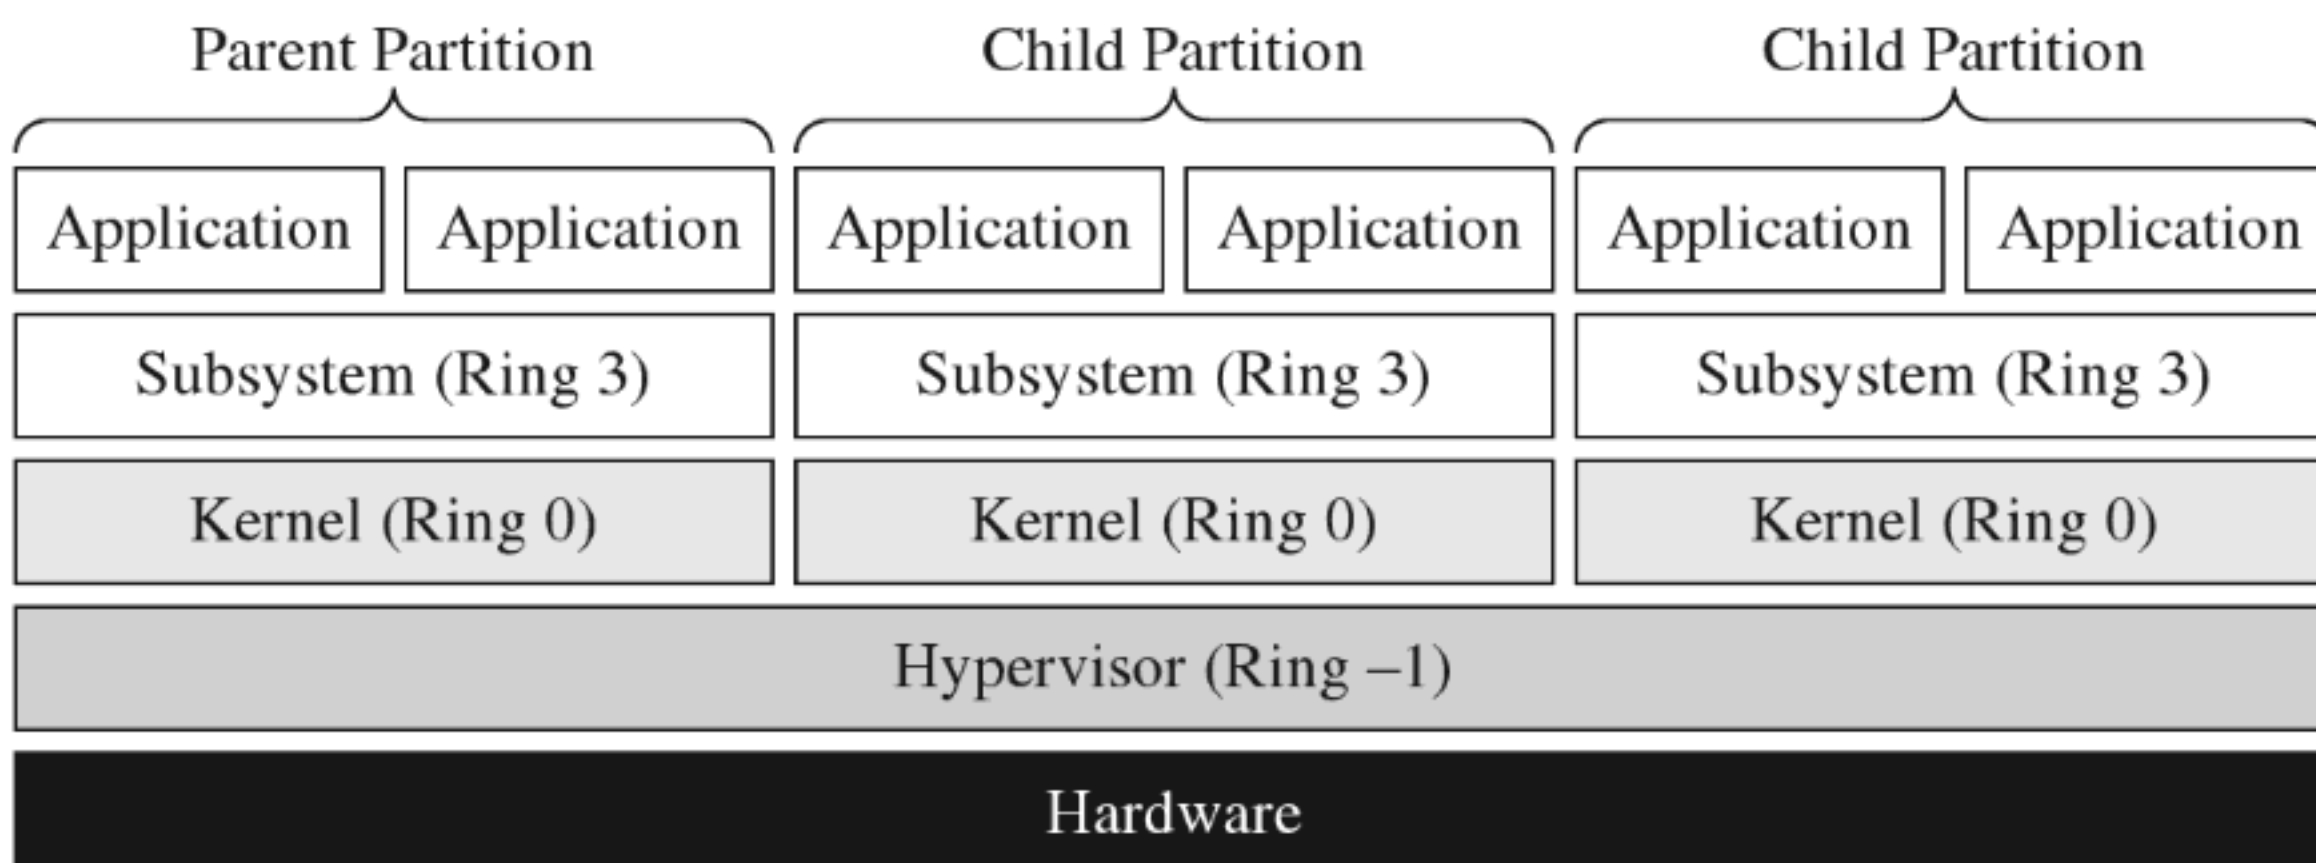 Parent Partition Child Partition Child Partition
Application Application Application Application Application Application
Subsystem (Ring 3) Subsystem (Ring 3) Subsystem (Ring 3)
Kernel (Ring 0) Kernel (Ring 0) Kernel (Ring 0)
Hypervisor (Ring –1)
Hardware